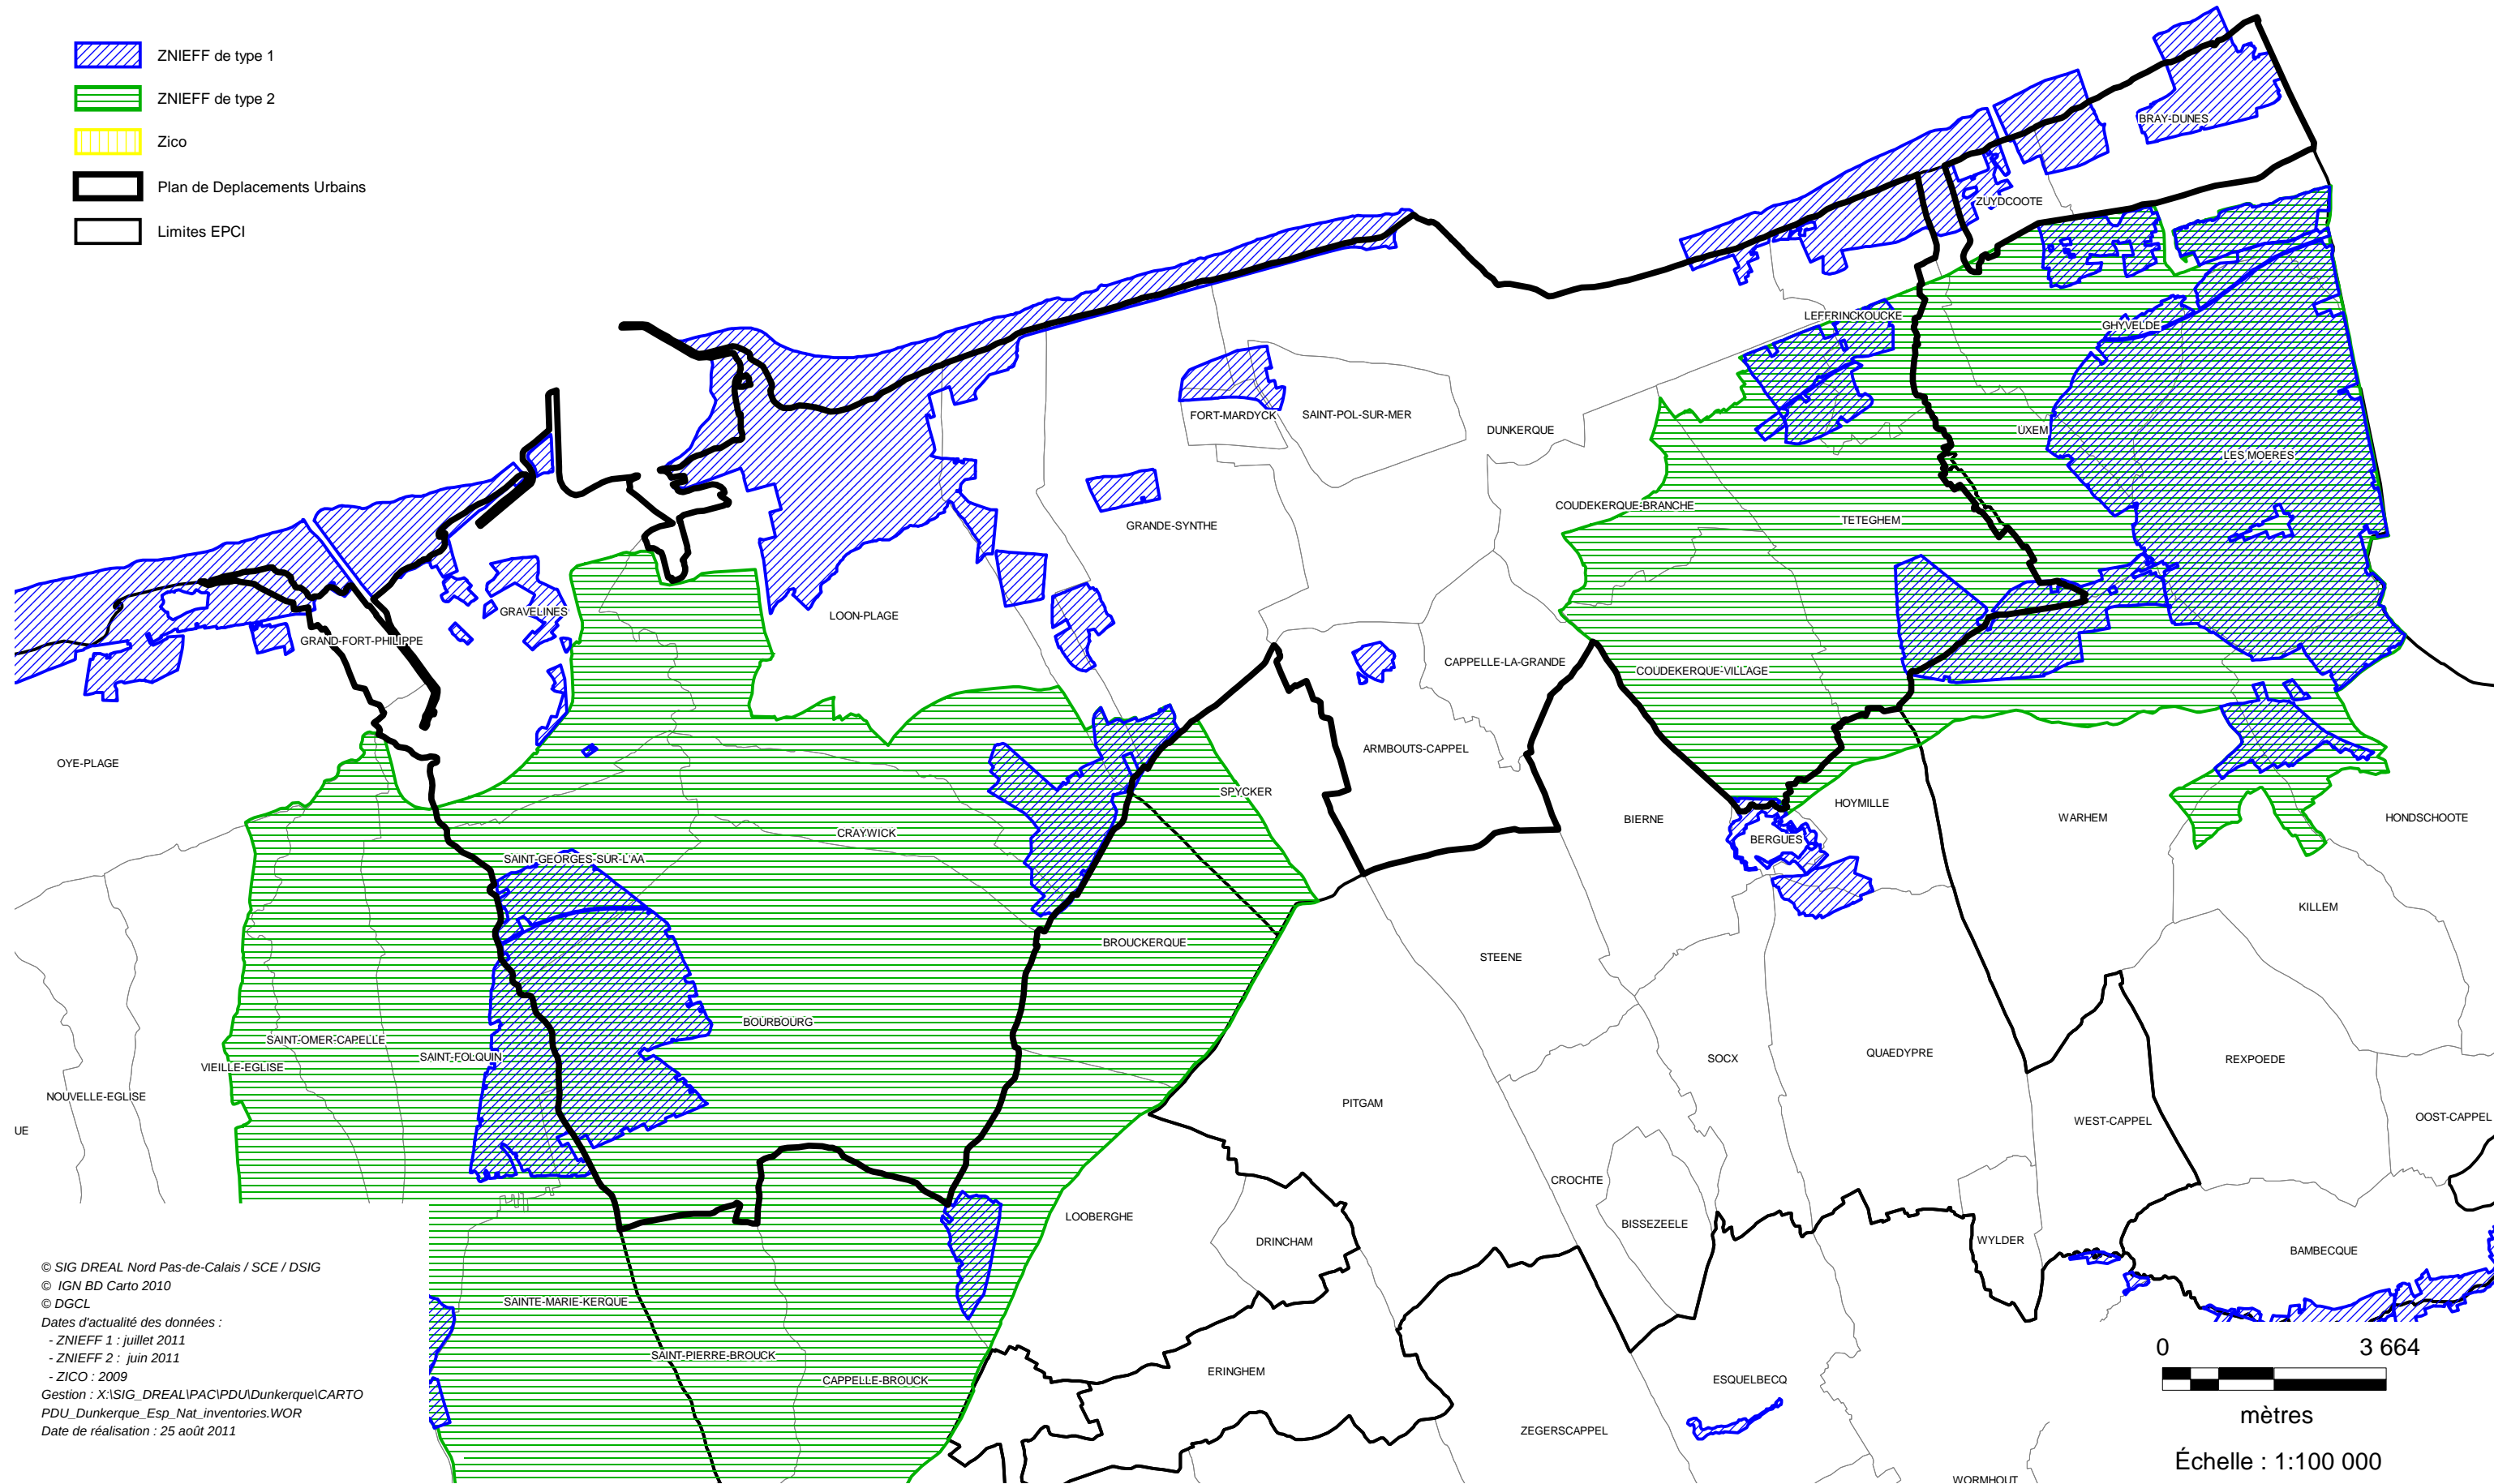 ZNIEFF de type 1
ZNIEFF de type 2
Zico
Plan de Deplacements Urbains
Limites EPCI
BRAY-DUNES
ZUYDCOOTE
LEFFRINCKOUCKE
GHYVELDE
FORT-MARDYCK
SAINT-POL-SUR-MER
DUNKERQUE
UXEM
LES MOERES
COUDEKERQUE-BRANCHE
GRANDE-SYNTHE
TETEGHEM
GRAVELINES
LOON-PLAGE
GRAND-FORT-PHILIPPE
CAPPELLE-LA-GRANDE
COUDEKERQUE-VILLAGE
ARMBOUTS-CAPPEL
OYE-PLAGE
SPYCKER
HOYMILLE
BIERNE
WARHEM
HONDSCHOOTE
CRAYWICK
BERGUES
SAINT-GEORGES-SUR-L'AA
KILLEM
BROUCKERQUE
STEENE
BOURBOURG
SAINT-OMER-CAPELLE
SAINT-FOLQUIN
VIEILLE-EGLISE
SOCX
QUAEDYPRE
REXPOEDE
NOUVELLE-EGLISE
PITGAM
UE
WEST-CAPPEL
OOST-CAPPEL
CROCHTE
LOOBERGHE
BISSEZEELE
DRINCHAM
WYLDER
BAMBECQUE
SAINTE-MARIE-KERQUE
SAINT-PIERRE-BROUCK
CAPPELLE-BROUCK
ERINGHEM
ESQUELBECQ
ZEGERSCAPPEL
WORMHOUT
© SIG DREAL Nord Pas-de-Calais / SCE / DSIG
© IGN BD Carto 2010
© DGCL
Dates d'actualité des données :
- ZNIEFF 1 : juillet 2011
- ZNIEFF 2 : juin 2011
- ZICO : 2009
Gestion : X:\SIG_DREAL\PAC\PDU\Dunkerque\CARTO
PDU_Dunkerque_Esp_Nat_inventories.WOR
Date de réalisation : 25 août 2011
0 3 664
mètres
Échelle : 1:100 000